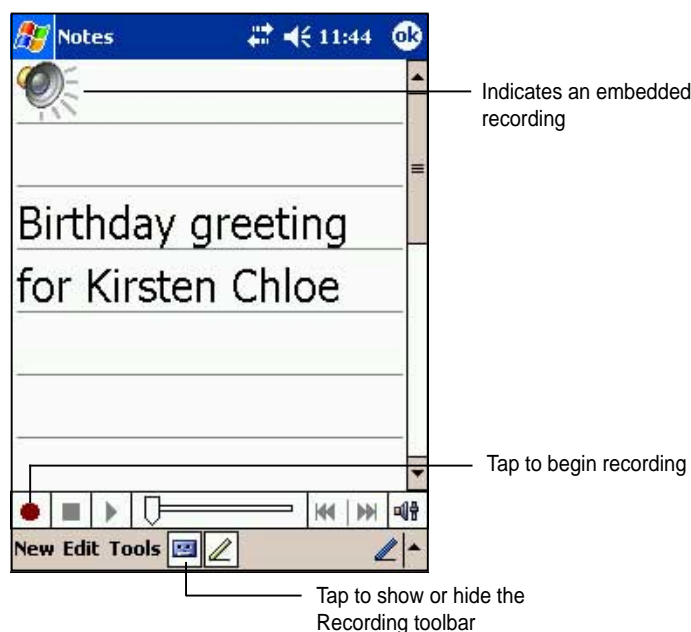 Notes 11:44 ok
Indicates an embedded
recording
Birthday greeting
for Kirsten Chloe
Tap to begin recording
New Edit Tools
Tap to show or hide the
Recording toolbar